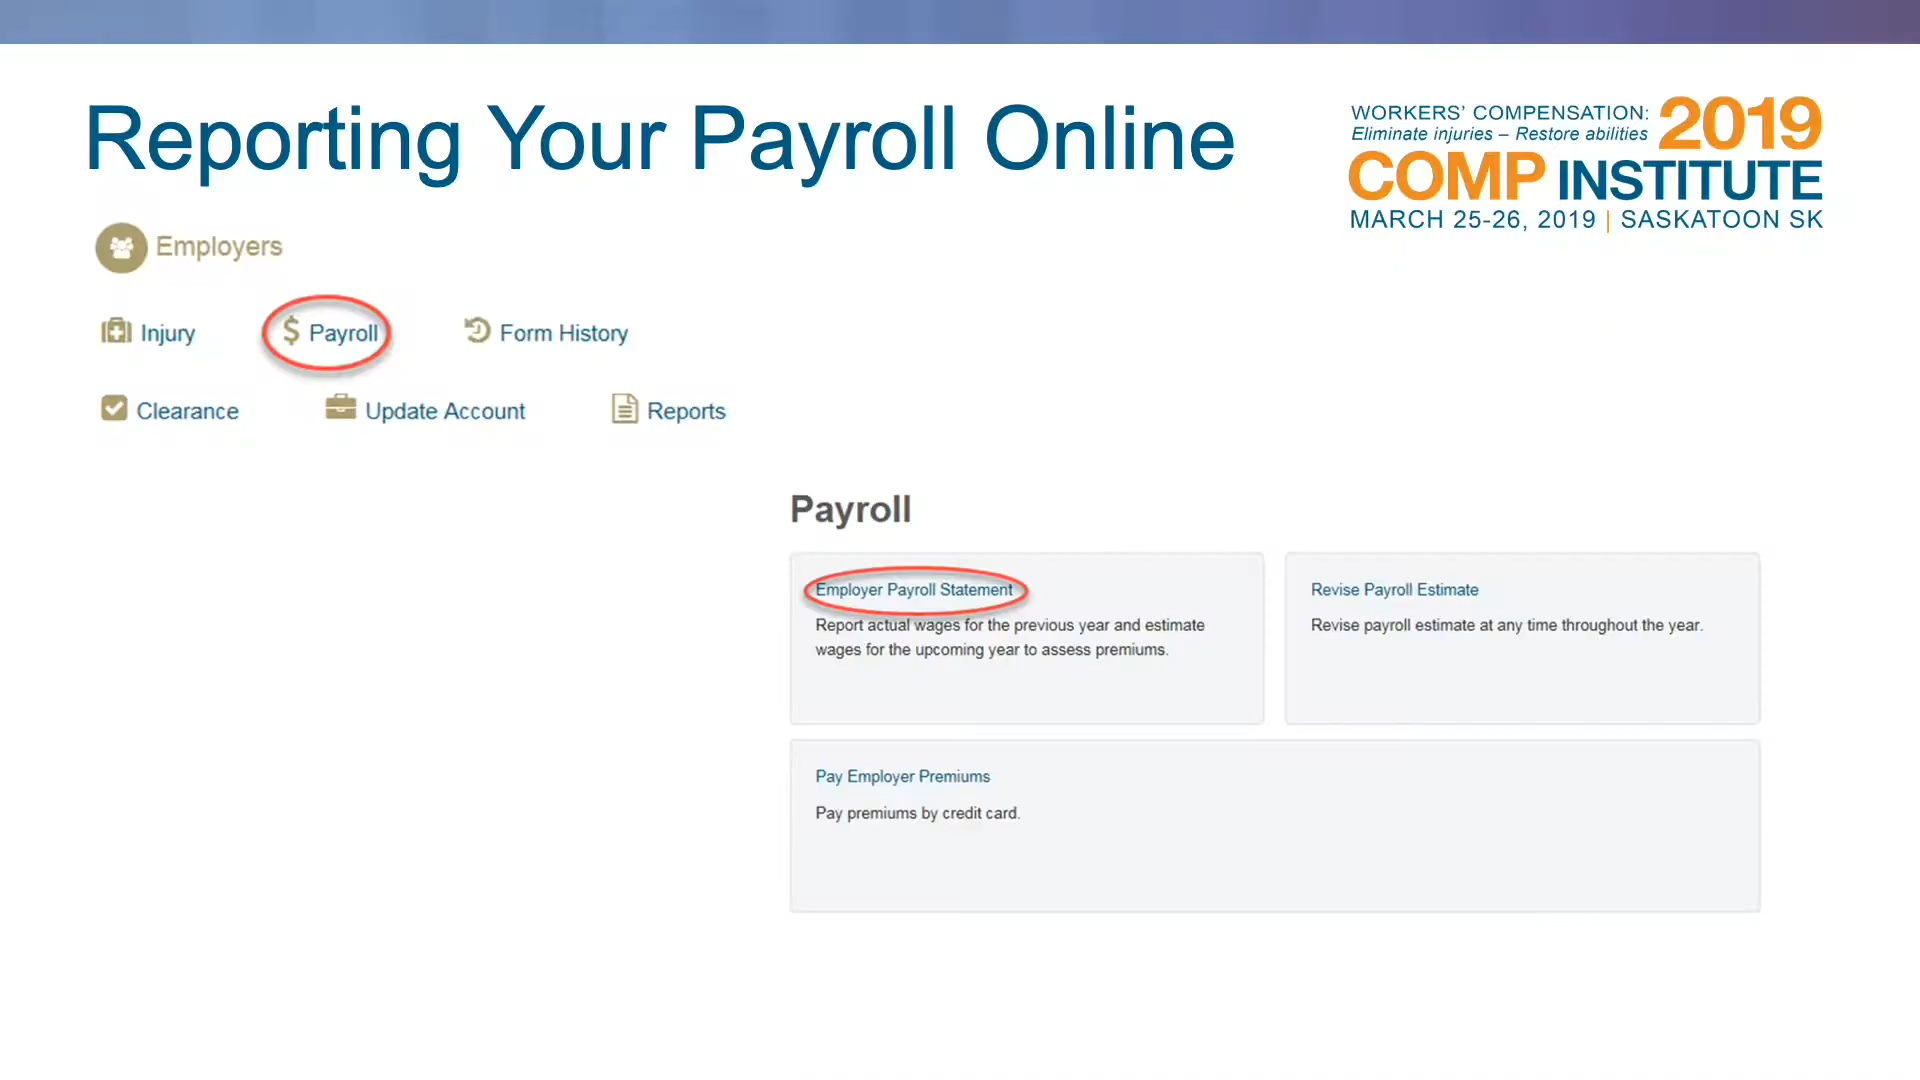 Reporting Your Payroll Online
WORKERS’ COMPENSATION:
Eliminate injuries – Restore abilities
2019
COMP INSTITUTE
MARCH 25-26, 2019 | SASKATOON SK
Employers
Injury
$ Payroll
Form History
Clearance
Update Account
Reports
Payroll
Employer Payroll Statement
Report actual wages for the previous year and estimate
wages for the upcoming year to assess premiums.
Revise Payroll Estimate
Revise payroll estimate at any time throughout the year.
Pay Employer Premiums
Pay premiums by credit card.